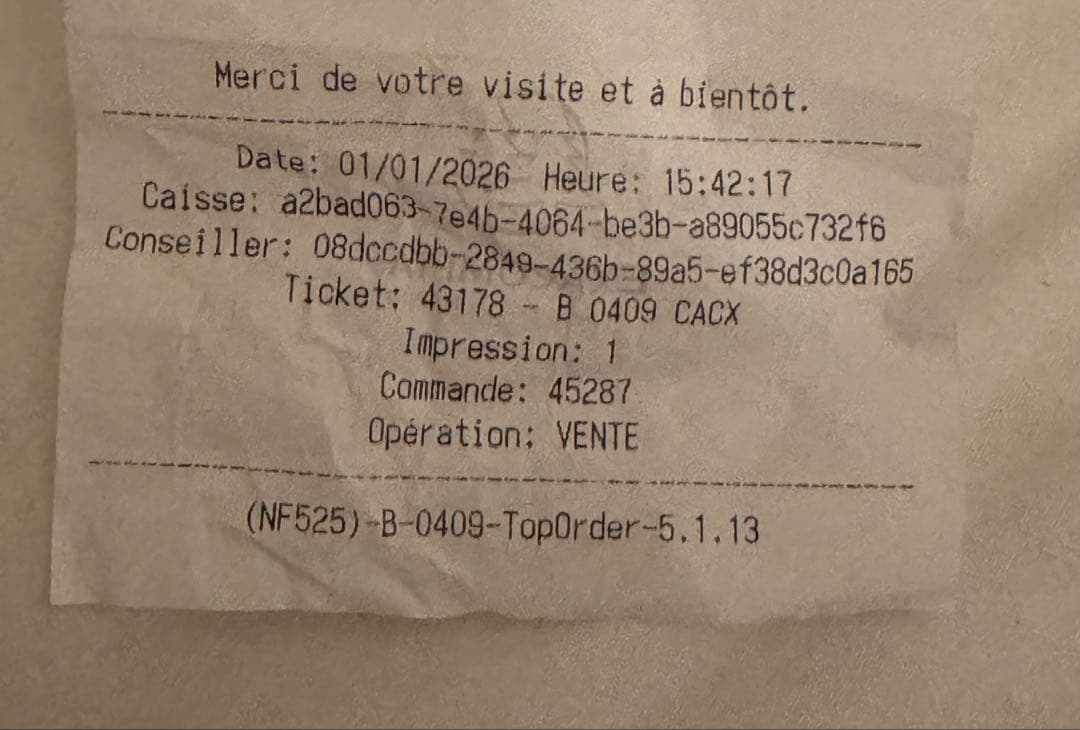 Merci de votre visite et à bientôt.
Date: 01/01/2026 Heure: 15:42:17
Caisse: a2bad063-7e4b-4064-be3b-a89055c732f6
Conseiller: 08dccdbb-2849-436b-89a5-ef38d3c0a165
Ticket: 43178 - B 0409 CACX
Impression: 1
Commande: 45287
Opération: VENTE
(NF525)-B-0409-TopOrder-5.1.13